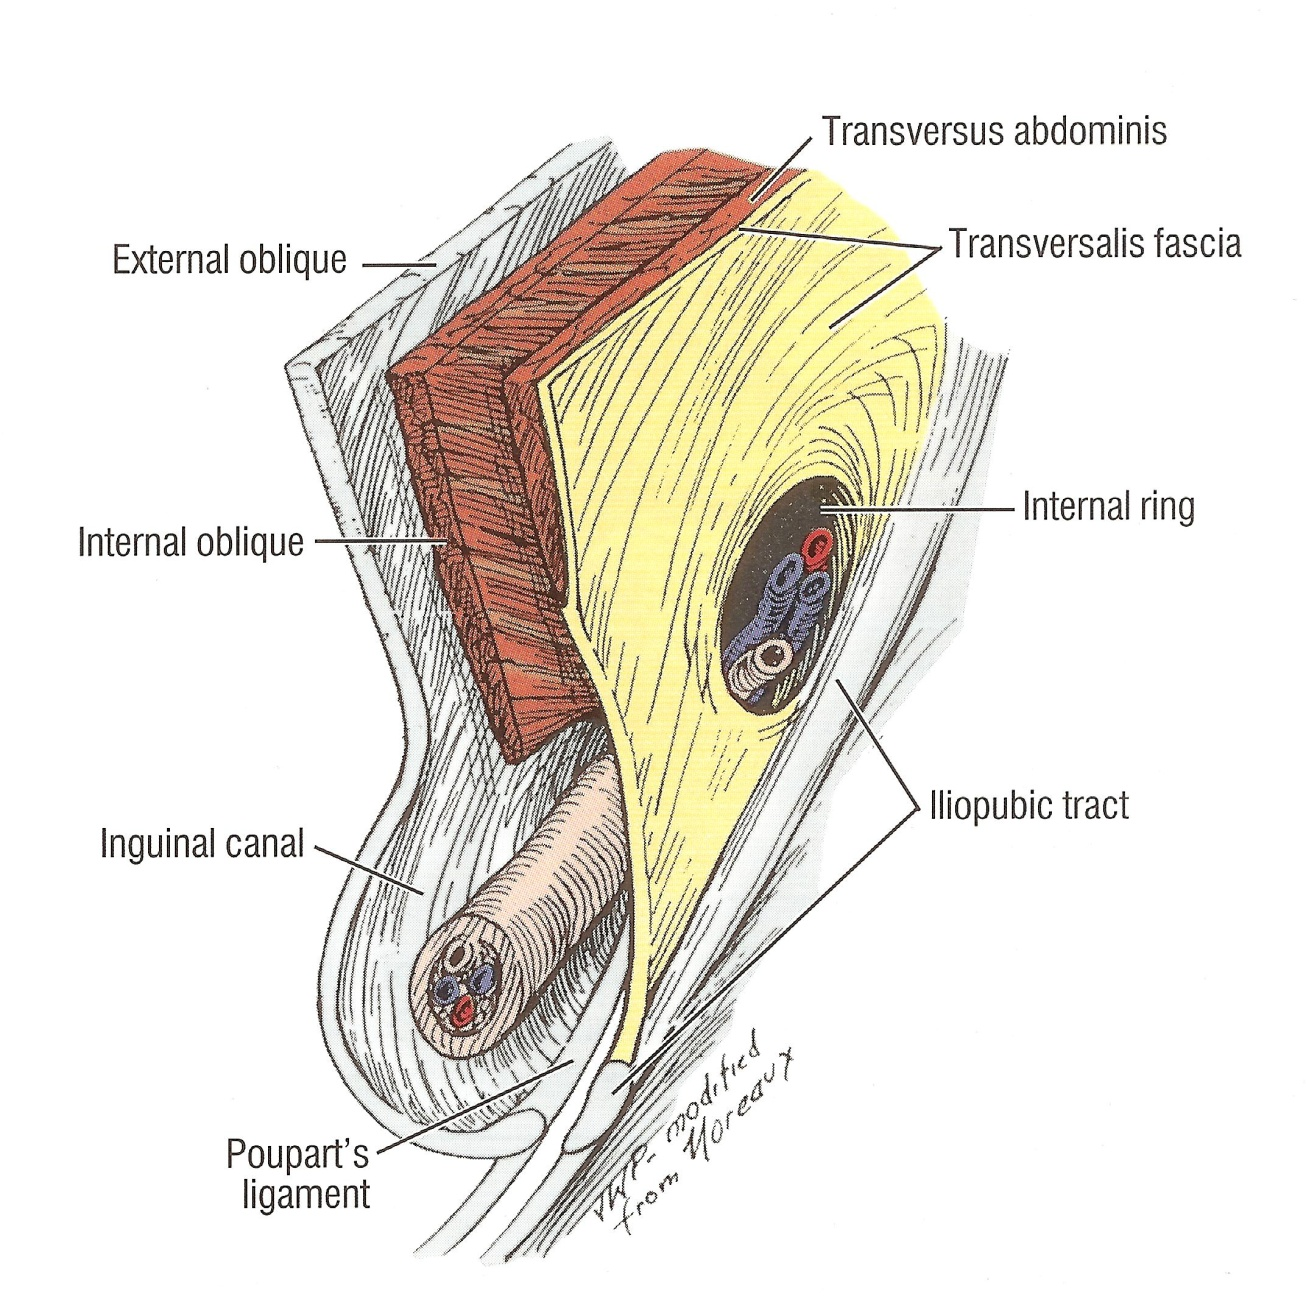 Transversus abdominis
Transversalis fascia
External oblique
Internal ring
Internal oblique
Iliopubic tract
Inguinal canal
Poupart's
ligament
JWP- modified
from Moreaux